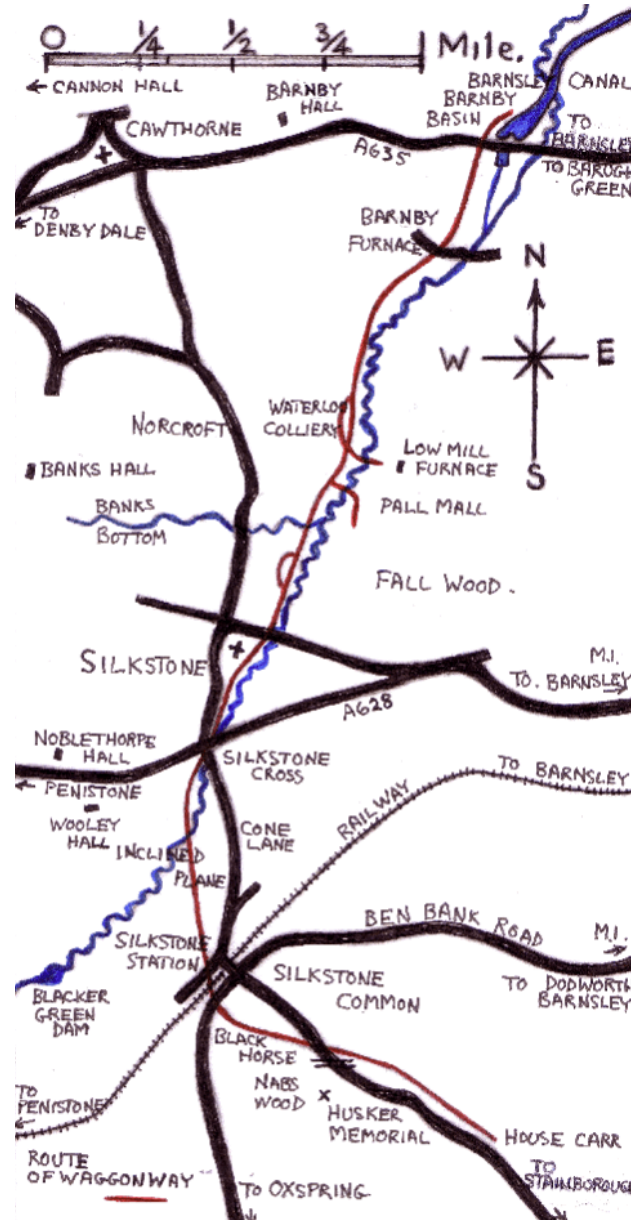 0 1/4 1/2 3/4 1 Mile.
← CANNON HALL
BARNBY
HALL
BARNSLEY CANAL
BARNBY
BASIN
CAWTHORNE
TO
BARNSLEY
A635
TO BAROGH
GREEN
TO
DENBY DALE
BARNBY
FURNACE
N
W E
S
WATERLOO
COLLIERY
NORCROFT
LOW MILL
FURNACE
BANKS HALL
PALL MALL
BANKS
BOTTOM
FALL WOOD.
SILKSTONE
M.I.
TO. BARNSLEY
A628
NOBLETHORPE
HALL
SILKSTONE
CROSS
TO BARNSLEY
PENISTONE
WOOLEY
HALL
RAILWAY
CONE
LANE
INCLINED
PLANE
BEN BANK ROAD
M.I.
SILKSTONE
STATION
SILKSTONE
COMMON
TO DODWORTH
BARNSLEY
BLACKER
GREEN
DAM
BLACK
HORSE
NABS
WOOD
TO
PENISTONE
HUSKER
MEMORIAL
HOUSE CARR
ROUTE
OF WAGGONWAY
TO
STAINBOROUGH
TO OXSPRING